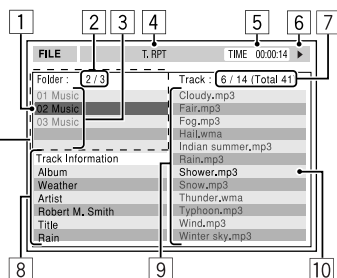 1 2 3 4 5 6 7
FILE T. RPT TIME 00:00:14
Folder : 2 / 3 Track : 6 / 14 (Total 41
01 Music
02 Music
03 Music
Cloudy.mp3
Fair.mp3
Fog.mp3
Hail.wma
Indian summer.mp3
Rain.mp3
Shower.mp3
Snow.mp3
Thunder.wma
Typhoon.mp3
Wind.mp3
Winter sky.mp3
Track Information
Album
Weather
Artist
Robert M. Smith
Title
Rain
8 9 10